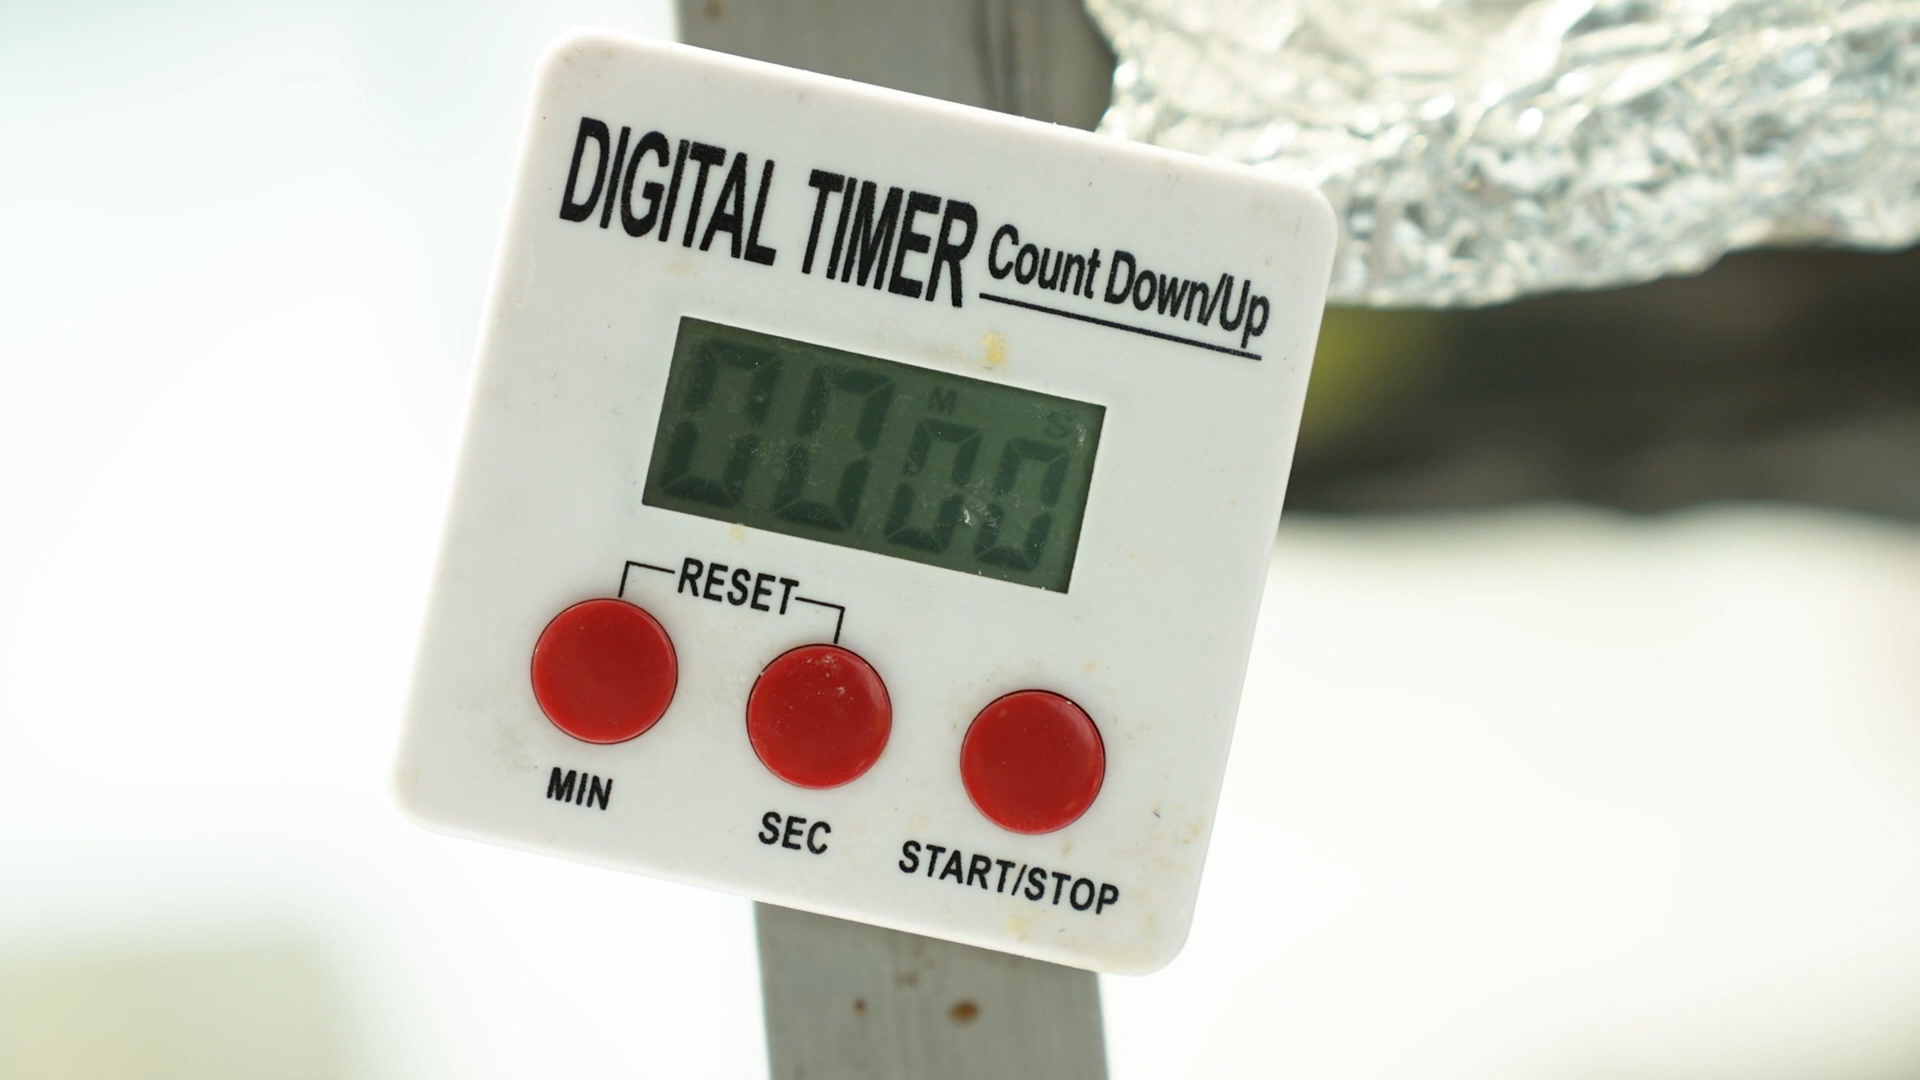 DIGITAL TIMER Count Down/Up
M S
00 00
RESET
MIN SEC START/STOP